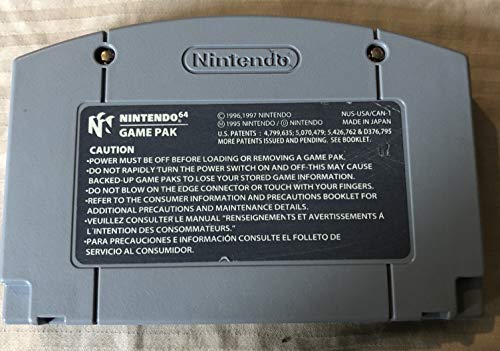 Nintendo
NINTENDO64
GAME PAK
© 1996,1997 NINTENDO
Ⓜ 1995 NINTENDO / Ⓓ NINTENDO
NUS-USA/CAN-1
MADE IN JAPAN
U.S. PATENTS : 4,799,635; 5,070,479; 5,426,762 & D376,795
MORE PATENTS ISSUED AND PENDING. SEE BOOKLET.
CAUTION
•POWER MUST BE OFF BEFORE LOADING OR REMOVING A GAME PAK.
•DO NOT RAPIDLY TURN THE POWER SWITCH ON AND OFF-THIS MAY CAUSE
BACKED-UP GAME PAKS TO LOSE YOUR STORED GAME INFORMATION.
•DO NOT BLOW ON THE EDGE CONNECTOR OR TOUCH WITH YOUR FINGERS.
•REFER TO THE CONSUMER INFORMATION AND PRECAUTIONS BOOKLET FOR
ADDITIONAL PRECAUTIONS AND MAINTENANCE DETAILS.
•VEUILLEZ CONSULTER LE MANUEL "RENSEIGNEMENTS ET AVERTISSEMENTS À
L'INTENTION DES CONSOMMATEURS."
•PARA PRECAUCIONES E INFORMACIÓN CONSULTE EL FOLLETO DE
SERVICIO AL CONSUMIDOR.